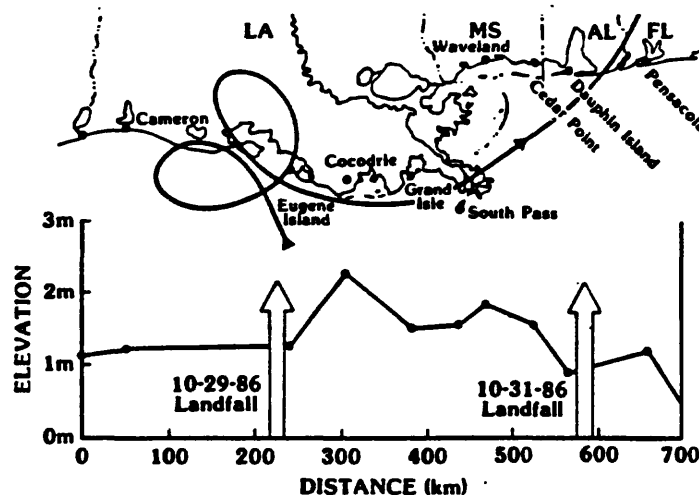 LA
MS
AL
FL
Waveland
Cameron
Cedar Point
Dauphin Island
Pensacol
Cocodrie
Eugene
Island
Grand
Isle
South Pass
3m
2m
1m
0m
ELEVATION
10-29-86
Landfall
10-31-86
Landfall
0
100
200
300
400
500
600
700
DISTANCE (km)